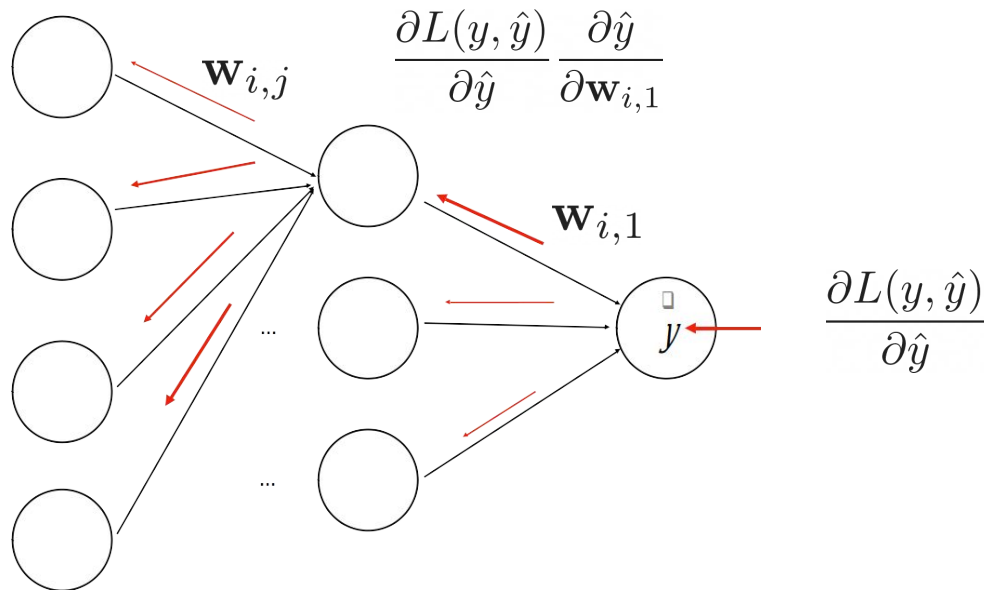 ∂L(y, ŷ) / ∂ŷ ∂ŷ / ∂w_{i,1}
w_{i,j}
w_{i,1}
▯
y
∂L(y, ŷ) / ∂ŷ
...
...